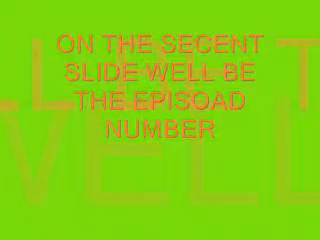 ON THE SECENT
SLIDE WELL BE
THE EPISOAD
NUMBER